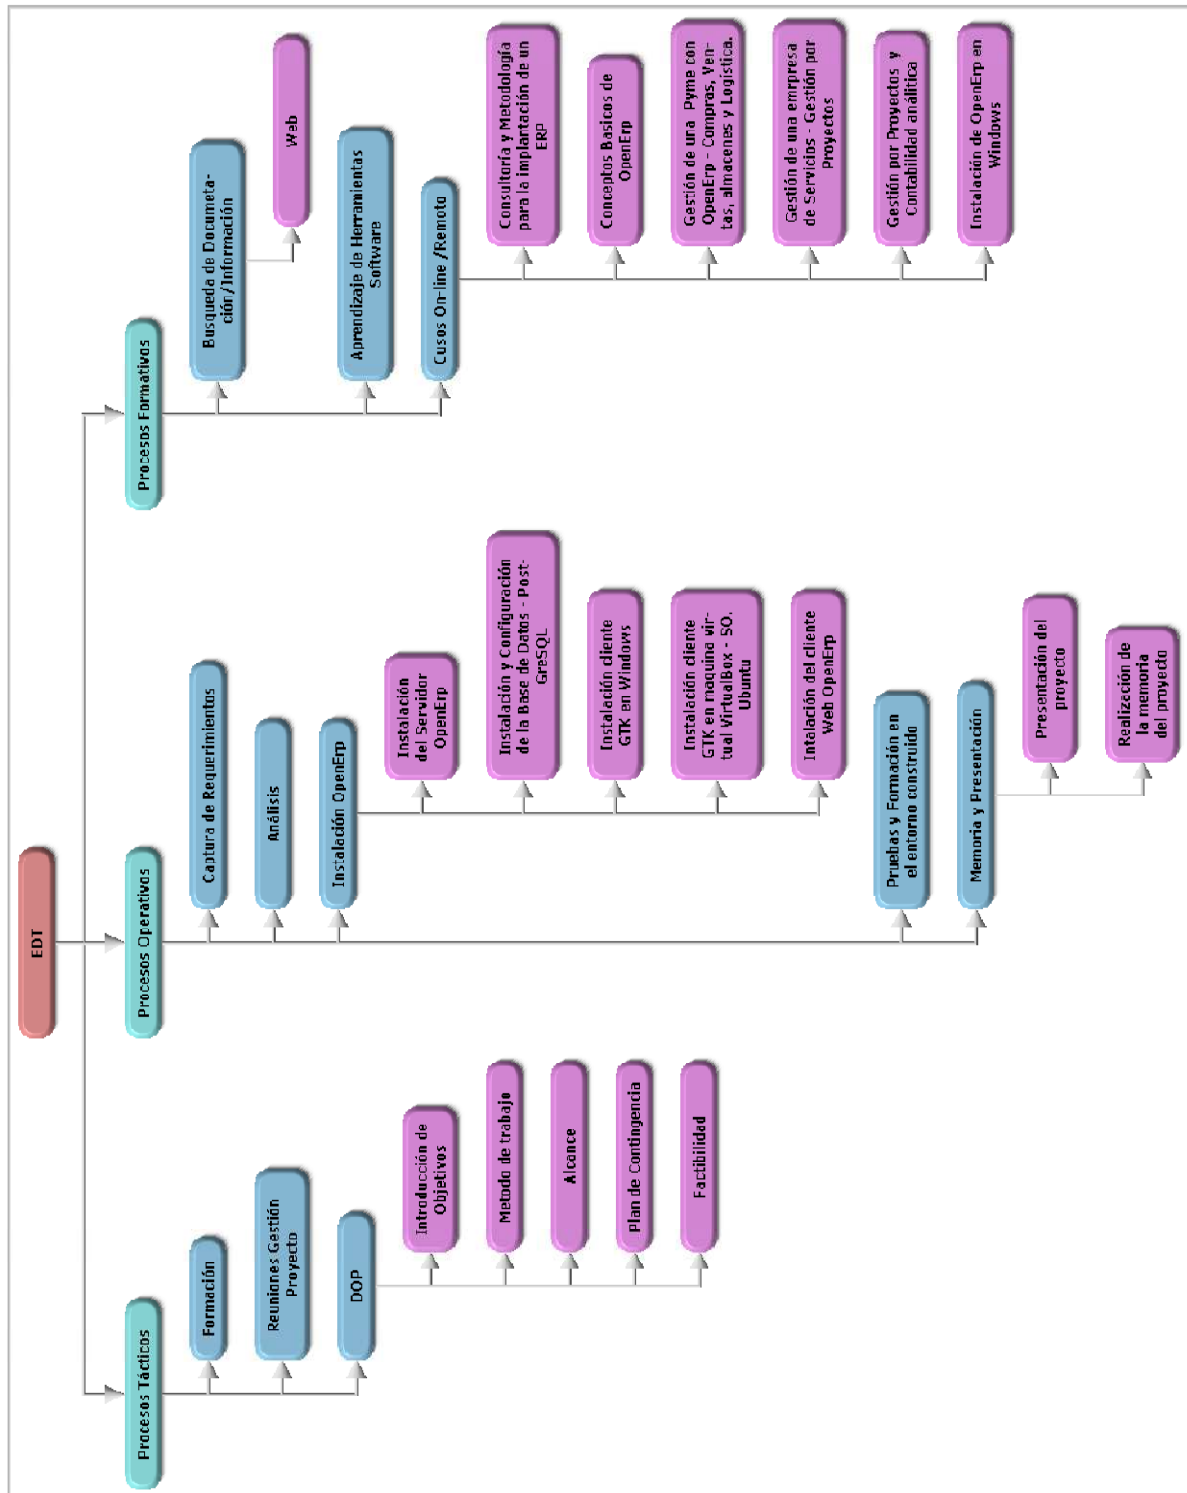 EDT
Procesos Tácticos
Formación
Reuniones Gestión
Proyecto
DOP
Introducción de
Objetivos
Metodo de trabajo
Alcance
Plan de Contingencia
Factibilidad
Procesos Operativos
Captura de Requerimientos
Análisis
Instalación OpenErp
Instalación
del Servidor
OpenErp
Instalación y Configuración
de la Base de Datos - Post-
GreSQL
Instalación cliente
GTK en Windows
Instalación cliente
GTK en maquina vir-
tual VirtualBox - SO.
Ubuntu
Intalación del cliente
Web OpenErp
Pruebas y Formación en
el entorno construido
Memoria y Presentación
Presentación del
proyecto
Realización de
la memoria
del proyecto
Procesos Formativos
Busqueda de Documeta-
ción/Información
Web
Aprendizaje de Herramientas
Software
Cusos On-line /Remoto
Consultoría y Metodología
para la implantación de un
ERP
Conceptos Basicos de
OpenErp
Gestión de una Pyme con
OpenErp - Compras, Ven-
tas, almacenes y Logística.
Gestión de una emrpresa
de Servicios - Gestión por
Proyectos
Gestión por Proyectos y
Contabilidad análitica
Instalación de OpenErp en
Windows